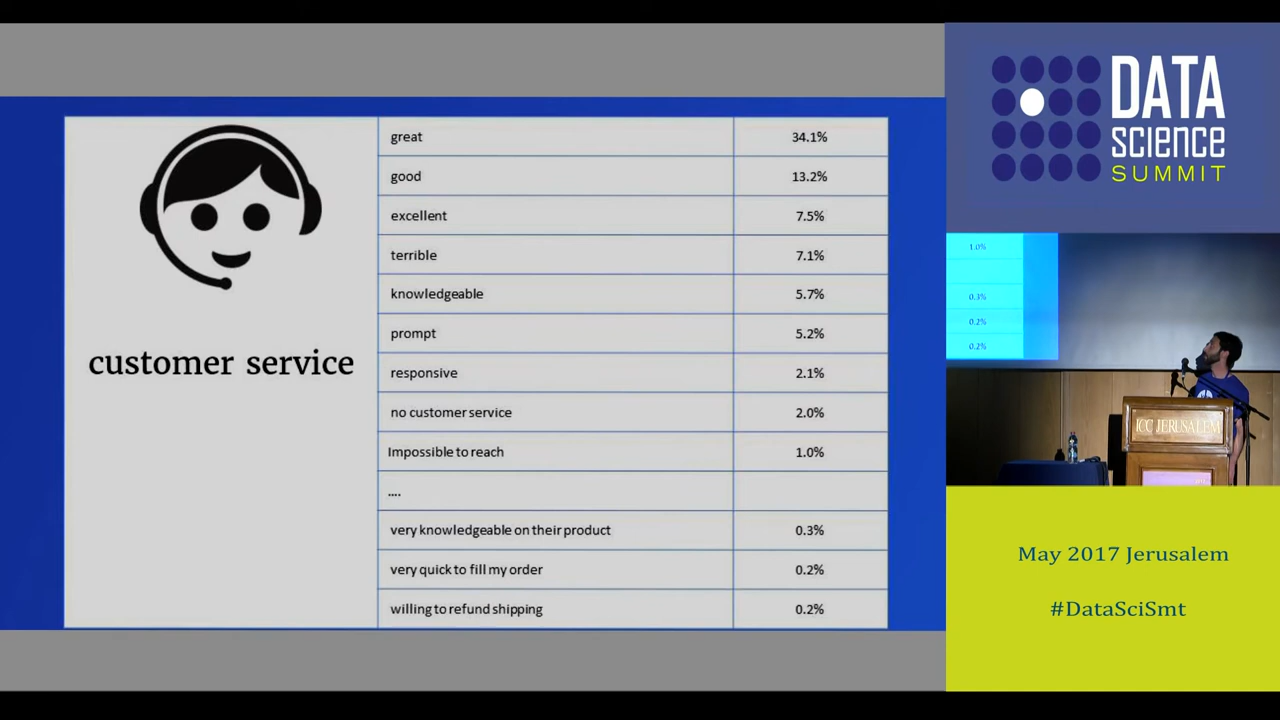 customer service
great 34.1%
good 13.2%
excellent 7.5%
terrible 7.1%
knowledgeable 5.7%
prompt 5.2%
responsive 2.1%
no customer service 2.0%
Impossible to reach 1.0%
....
very knowledgeable on their product 0.3%
very quick to fill my order 0.2%
willing to refund shipping 0.2%
DATA
SCIENCE
SUMMIT
1.0%
0.3%
0.2%
0.2%
ICC JERUSALEM
May 2017 Jerusalem
#DataSciSmt